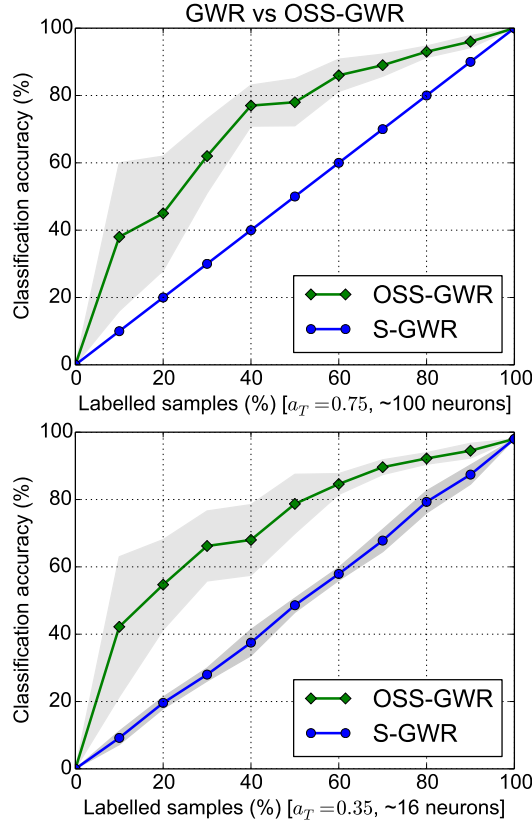 GWR vs OSS-GWR
100
80
60
40
20
0
Classification accuracy (%)
OSS-GWR
S-GWR
0 20 40 60 80 100
Labelled samples (%) [a_T = 0.75, ~100 neurons]
100
80
60
40
20
0
Classification accuracy (%)
OSS-GWR
S-GWR
0 20 40 60 80 100
Labelled samples (%) [a_T = 0.35, ~16 neurons]